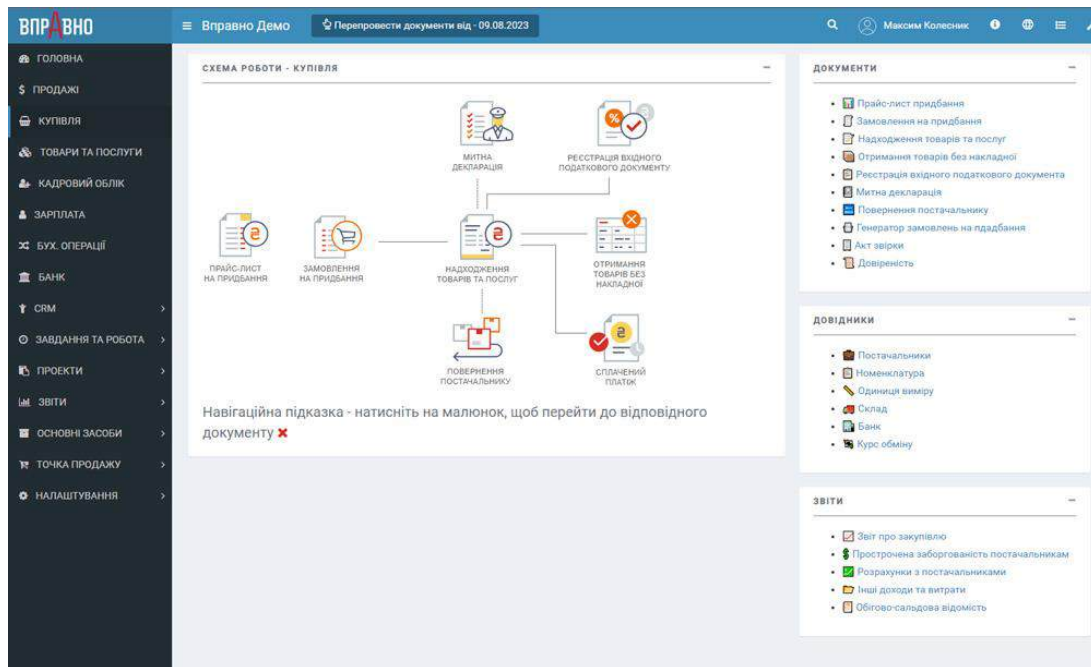 ВПРАВНО
Вправно Демо
Перепровести документи від - 09.08.2023
Максим Колесник
ГОЛОВНА
ПРОДАЖІ
КУПІВЛЯ
ТОВАРИ ТА ПОСЛУГИ
КАДРОВИЙ ОБЛІК
ЗАРПЛАТА
БУХ. ОПЕРАЦІЇ
БАНК
CRM
ЗАВДАННЯ ТА РОБОТА
ПРОЕКТИ
ЗВІТИ
ОСНОВНІ ЗАСОБИ
ТОЧКА ПРОДАЖУ
НАЛАШТУВАННЯ
СХЕМА РОБОТИ - КУПІВЛЯ
МИТНА
ДЕКЛАРАЦІЯ
РЕЄСТРАЦІЯ ВХІДНОГО
ПОДАТКОВОГО ДОКУМЕНТУ
ПРАЙС-ЛИСТ
НА ПРИДБАННЯ
ЗАМОВЛЕННЯ
НА ПРИДБАННЯ
НАДХОДЖЕННЯ
ТОВАРІВ ТА ПОСЛУГ
ОТРИМАННЯ
ТОВАРІВ БЕЗ
НАКЛАДНОЇ
ПОВЕРНЕННЯ
ПОСТАЧАЛЬНИКУ
СПЛАЧЕНИЙ
ПЛАТІЖ
Навігаційна підказка - натисніть на малюнок, щоб перейти до відповідного
документу
ДОКУМЕНТИ
Прайс-лист придбання
Замовлення на придбання
Надходження товарів та послуг
Отримання товарів без накладної
Реєстрація вхідного податкового документа
Митна декларація
Повернення постачальнику
Генератор замовлень на пдадбання
Акт звірки
Довіреність
ДОВІДНИКИ
Постачальники
Номенклатура
Одиниця виміру
Склад
Банк
Курс обміну
ЗВІТИ
Звіт про закупівлю
Прострочена заборгованість постачальникам
Розрахунки з постачальниками
Інші доходи та витрати
Обігово-сальдова відомість